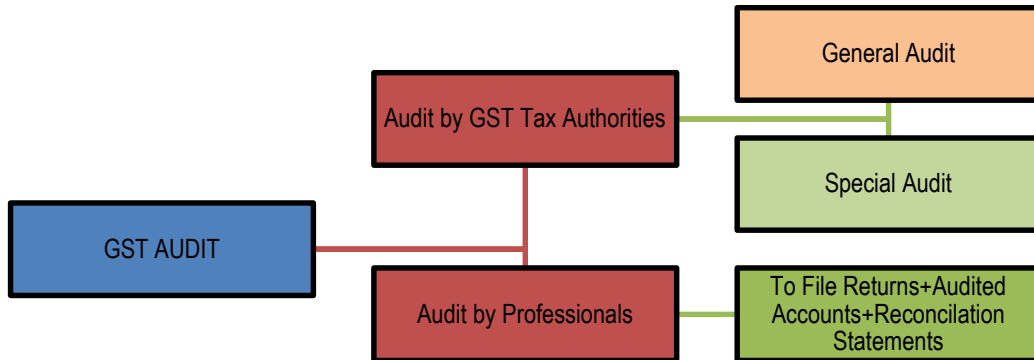 General Audit
Audit by GST Tax Authorities
Special Audit
GST AUDIT
Audit by Professionals
To File Returns+Audited
Accounts+Reconcilation
Statements